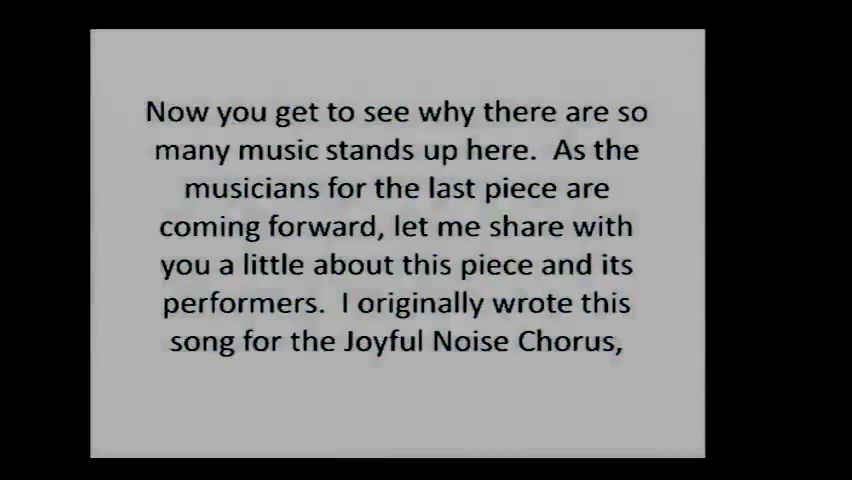 Now you get to see why there are so
many music stands up here.  As the
musicians for the last piece are
coming forward, let me share with
you a little about this piece and its
performers.  I originally wrote this
song for the Joyful Noise Chorus,